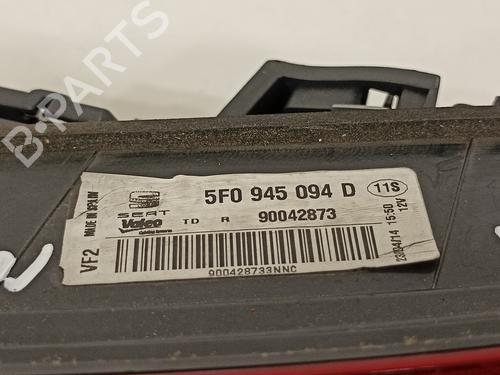 B-PARTS
MADE IN SPAIN
VF2
SEAT
Valeo
TD R
5F0 945 094 D
90042873
900428733NNC
11S
23/04/14 15:50
12V
B-PARTS